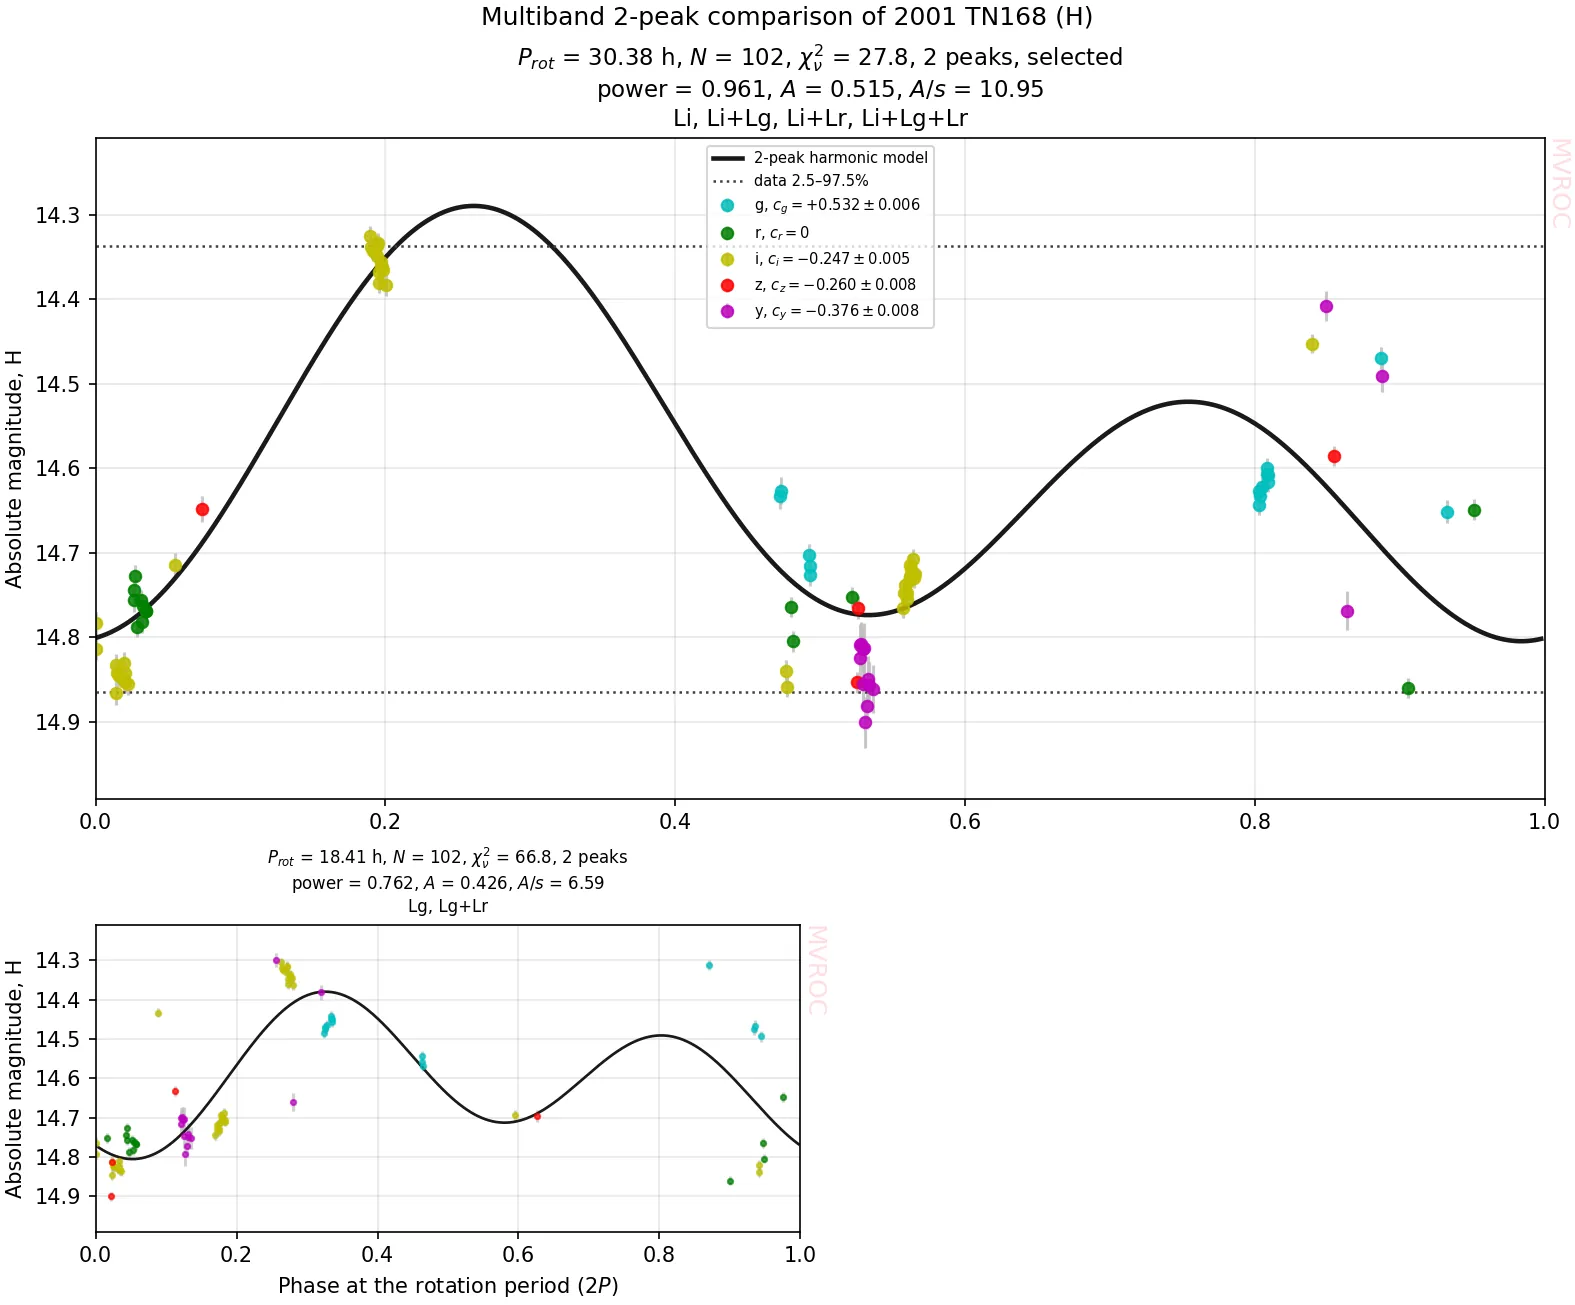 Multiband 2-peak comparison of 2001 TN168 (H)
P_rot = 30.38 h, N = 102, χ²_ν = 27.8, 2 peaks, selected
power = 0.961, A = 0.515, A/s = 10.95
Li, Li+Lg, Li+Lr, Li+Lg+Lr
MVROC
2-peak harmonic model
data 2.5–97.5%
g, c_g = +0.532 ± 0.006
r, c_r = 0
i, c_i = −0.247 ± 0.005
z, c_z = −0.260 ± 0.008
y, c_y = −0.376 ± 0.008
Absolute magnitude, H
14.3
14.4
14.5
14.6
14.7
14.8
14.9
0.0 0.2 0.4 0.6 0.8 1.0
P_rot = 18.41 h, N = 102, χ²_ν = 66.8, 2 peaks
power = 0.762, A = 0.426, A/s = 6.59
Lg, Lg+Lr
MVROC
Absolute magnitude, H
14.3
14.4
14.5
14.6
14.7
14.8
14.9
0.0 0.2 0.4 0.6 0.8 1.0
Phase at the rotation period (2P)